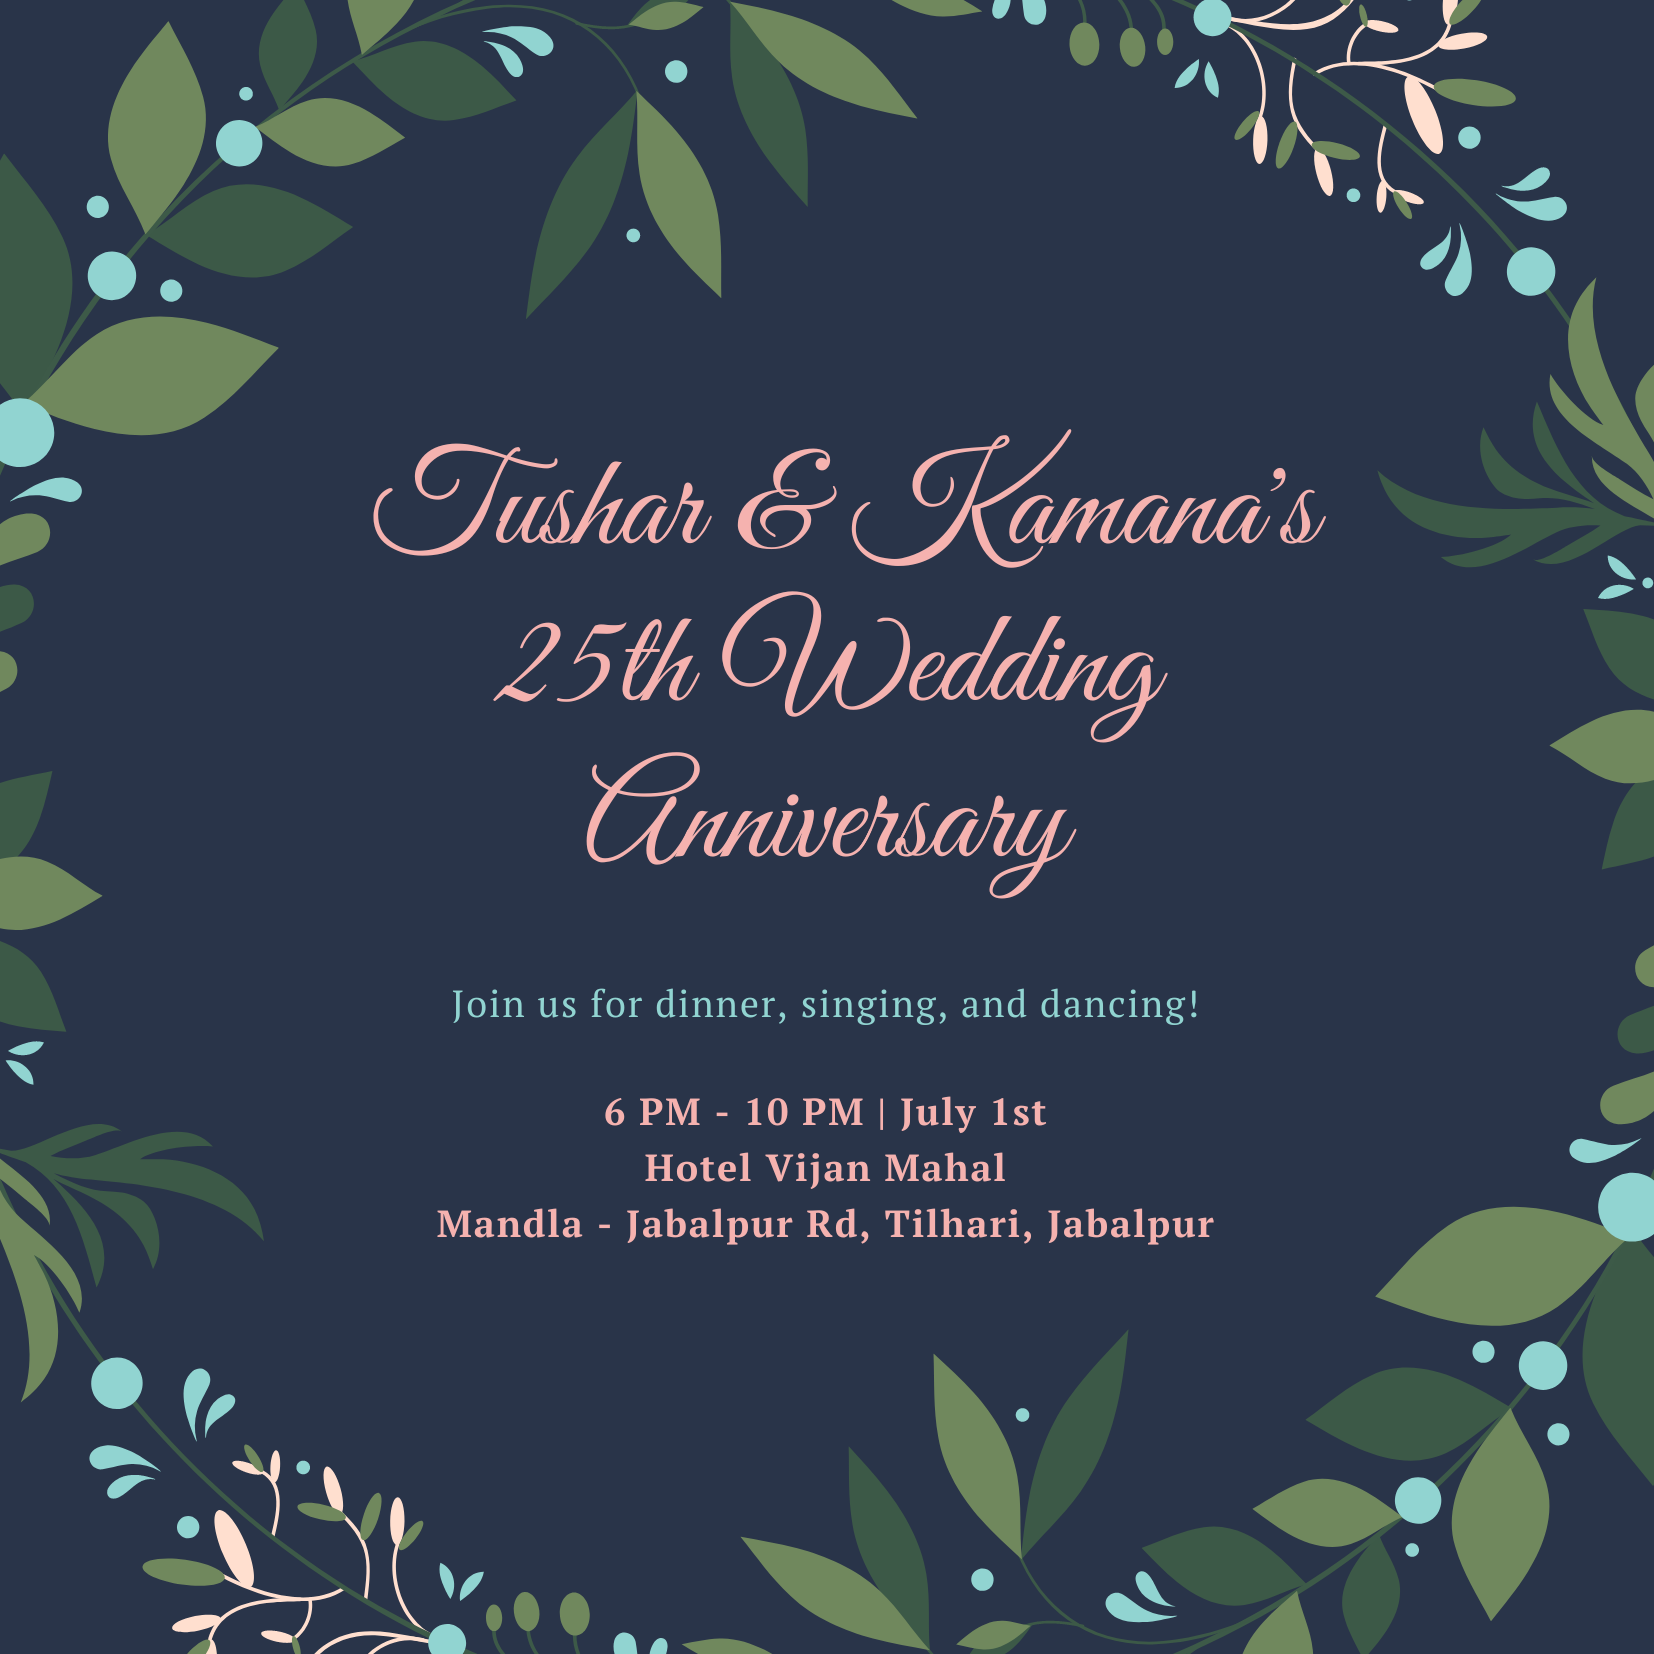 Tushar & Kamana's
25th Wedding
Anniversary
Join us for dinner, singing, and dancing!
6 PM - 10 PM | July 1st
Hotel Vijan Mahal
Mandla - Jabalpur Rd, Tilhari, Jabalpur